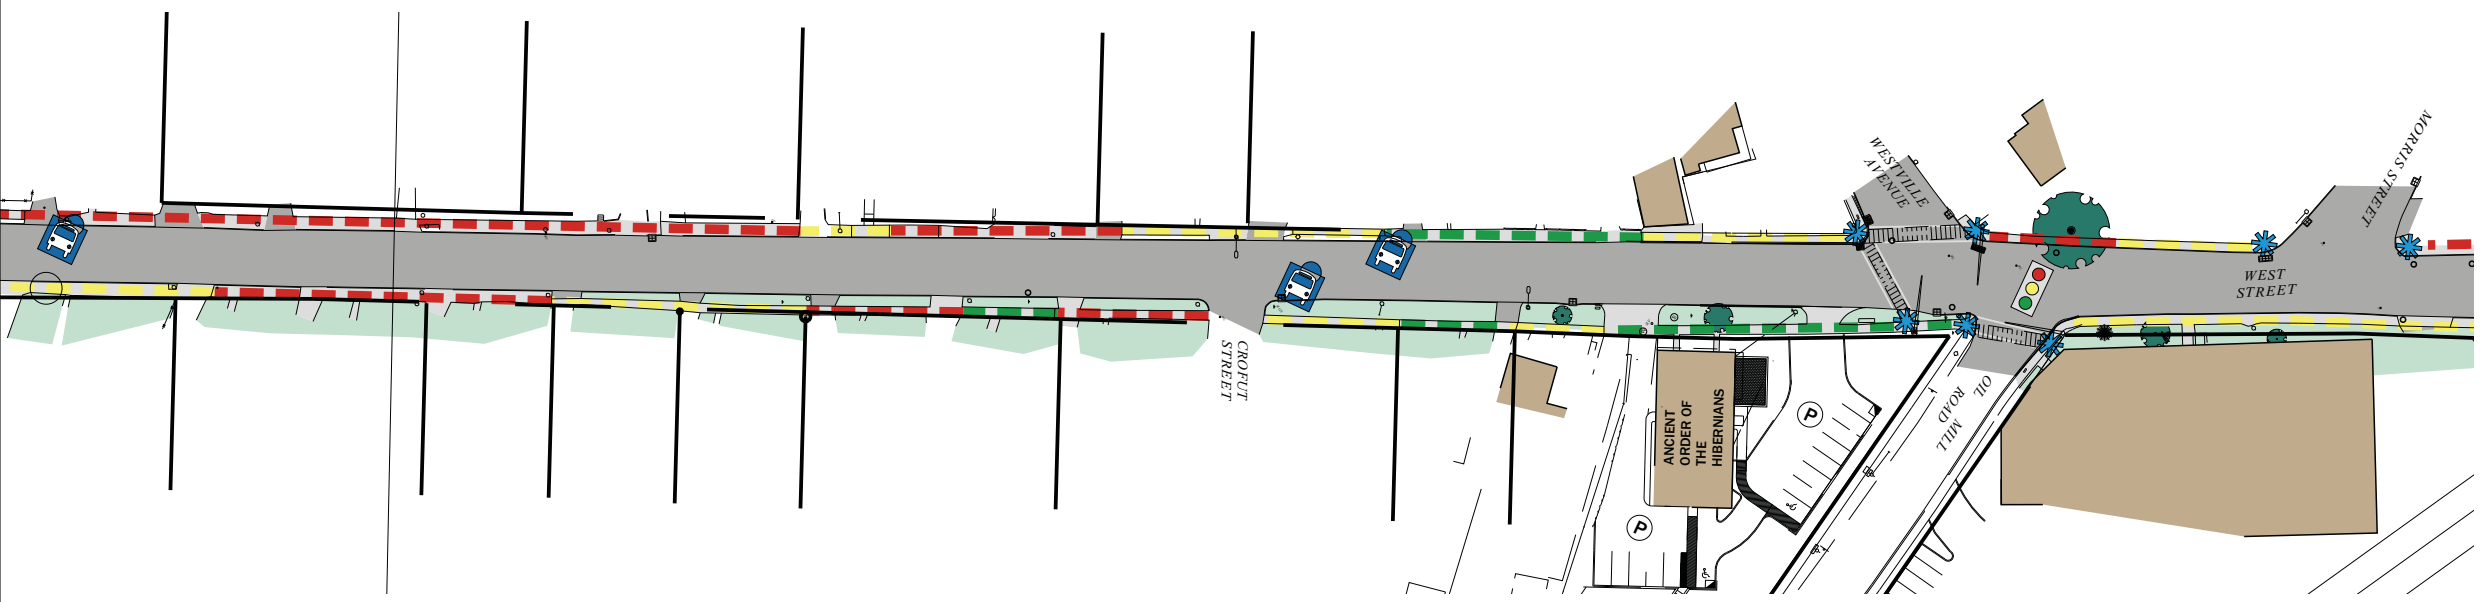 WESTVILLE
AVENUE
MORRIS STREET
WEST
STREET
CROFUT
STREET
ANCIENT
ORDER OF
THE
HIBERNIANS
P
P
OIL
MILL
ROAD